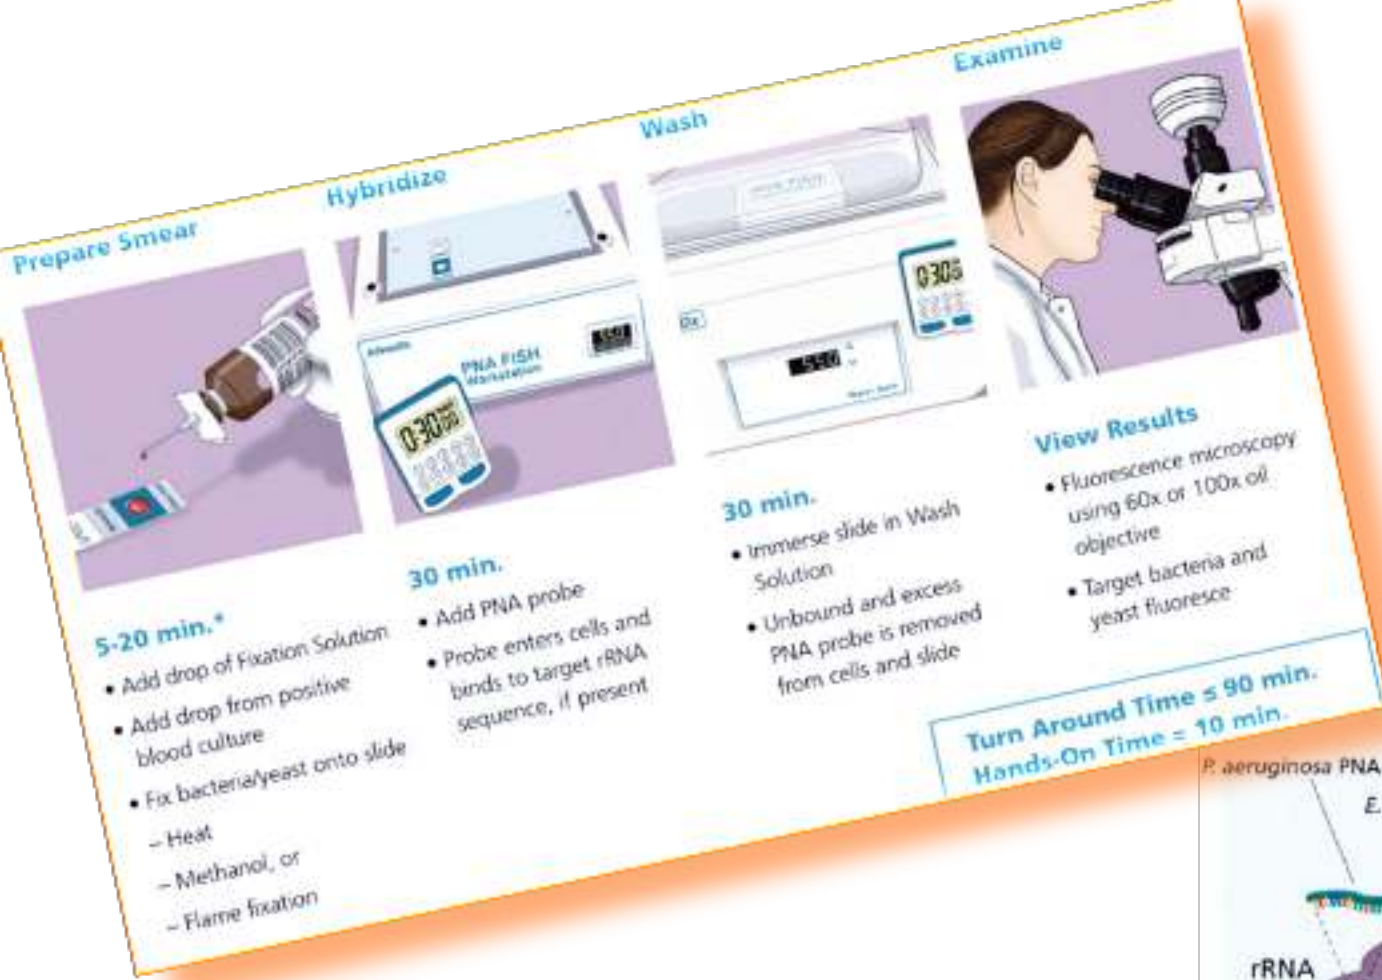 Prepare Smear
Hybridize
Wash
Examine
PNA FISH
Workstation
550
0:30
0:30
550
5-20 min.*
• Add drop of Fixation Solution
• Add drop from positive
blood culture
• Fix bacteria/yeast onto slide
– Heat
– Methanol, or
– Flame fixation
30 min.
• Add PNA probe
• Probe enters cells and
binds to target rRNA
sequence, if present
30 min.
• Immerse slide in Wash
Solution
• Unbound and excess
PNA probe is removed
from cells and slide
View Results
• Fluorescence microscopy
using 60x or 100x oil
objective
• Target bacteria and
yeast fluoresce
Turn Around Time ≤ 90 min.
Hands-On Time = 10 min.
P. aeruginosa PNA
E.
rRNA